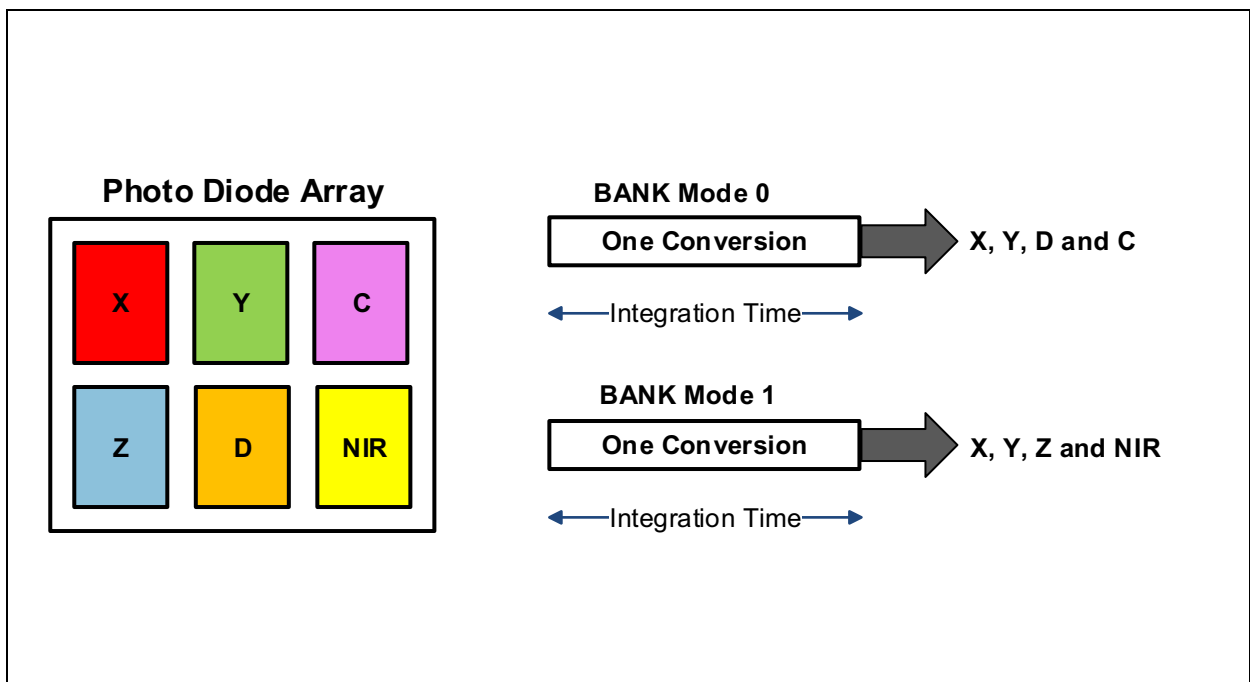 Photo Diode Array
X
Y
C
Z
D
NIR
BANK Mode 0
One Conversion
X, Y, D and C
Integration Time
BANK Mode 1
One Conversion
X, Y, Z and NIR
Integration Time